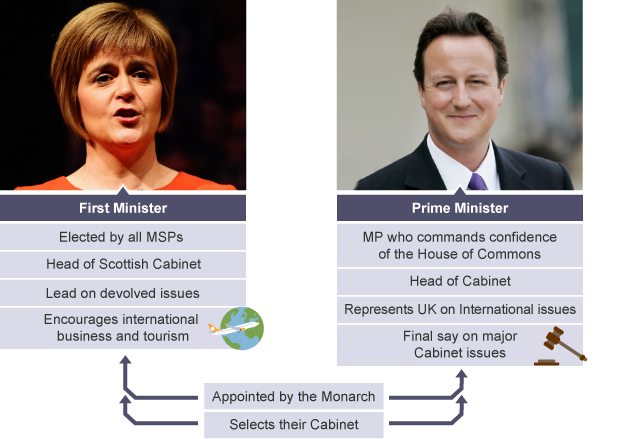 First Minister
Elected by all MSPs
Head of Scottish Cabinet
Lead on devolved issues
Encourages international
business and tourism
Prime Minister
MP who commands confidence
of the House of Commons
Head of Cabinet
Represents UK on International issues
Final say on major
Cabinet issues
Appointed by the Monarch
Selects their Cabinet